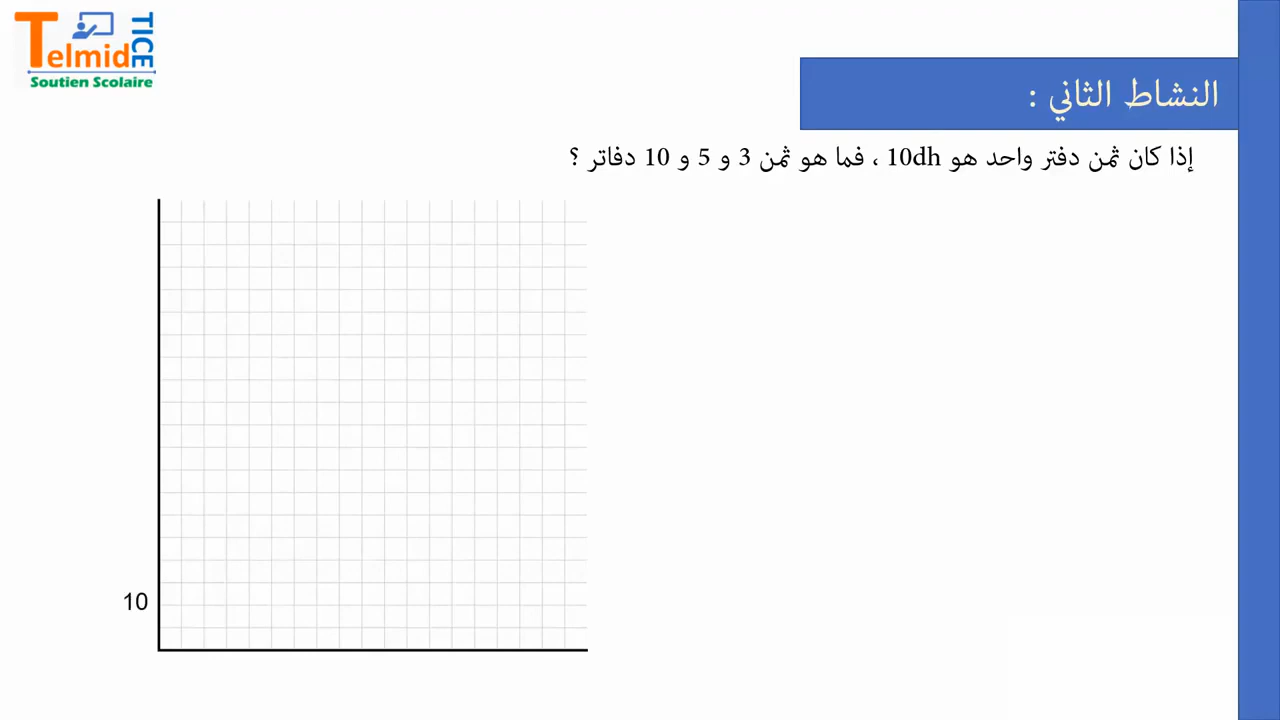 Telmid TICE
Soutien Scolaire
النشاط الثاني :
إذا كان ثمن دفتر واحد هو 10dh ، فما هو ثمن 3 و 5 و 10 دفاتر ؟
10